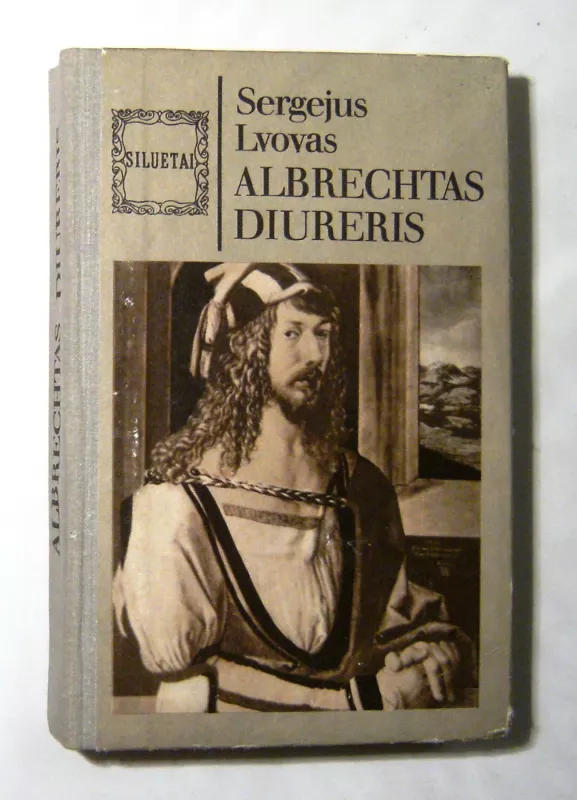 SILUETAI
Sergejus
Lvovas
ALBRECHTAS
DIURERIS
ALBRECHTAS DIURERIS